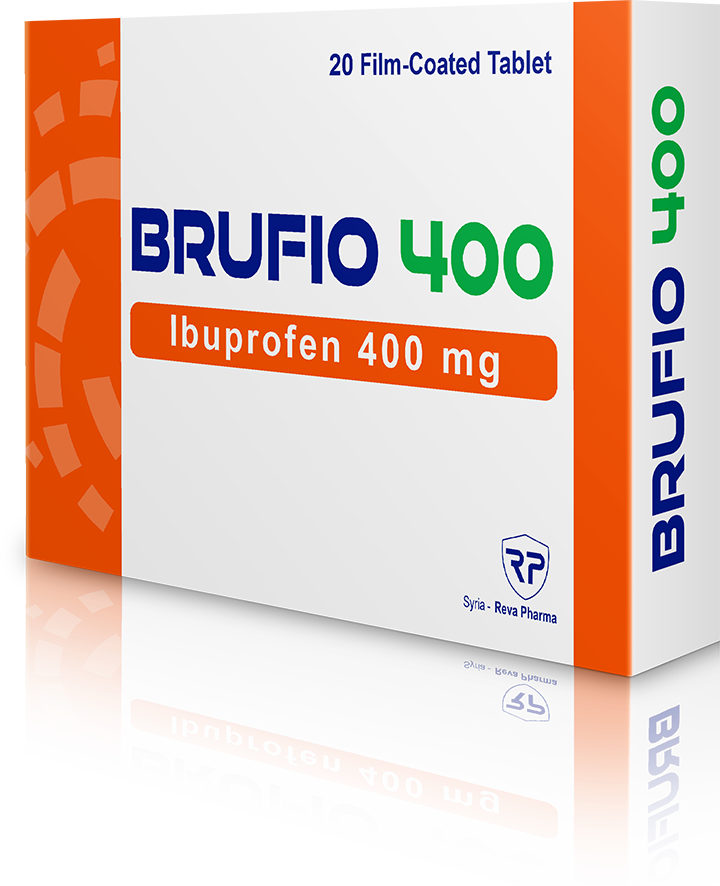 20 Film-Coated Tablet
BRUFIO 400
Ibuprofen 400 mg
RP
Syria - Reva Pharma
BRUFIO 400